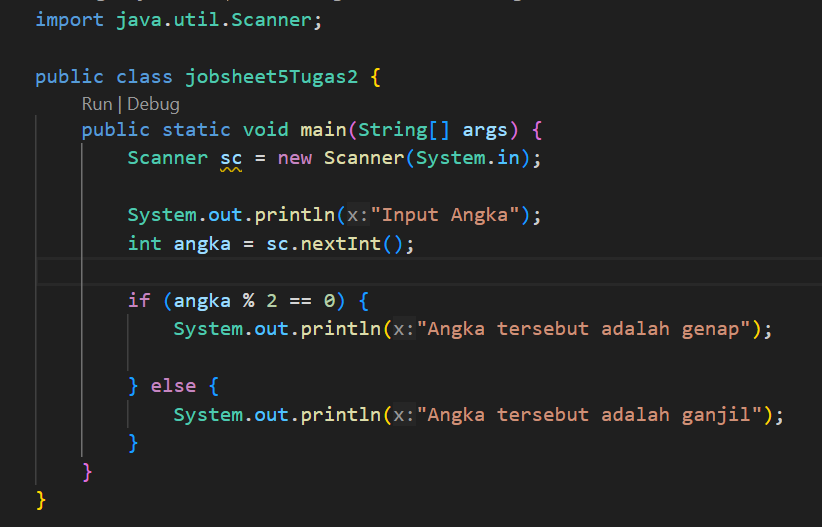 import java.util.Scanner;
public class jobsheet5Tugas2 {
Run | Debug
public static void main(String[] args) {
Scanner sc = new Scanner(System.in);
System.out.println(x:"Input Angka");
int angka = sc.nextInt();
if (angka % 2 == 0) {
System.out.println(x:"Angka tersebut adalah genap");
} else {
System.out.println(x:"Angka tersebut adalah ganjil");
}
}
}